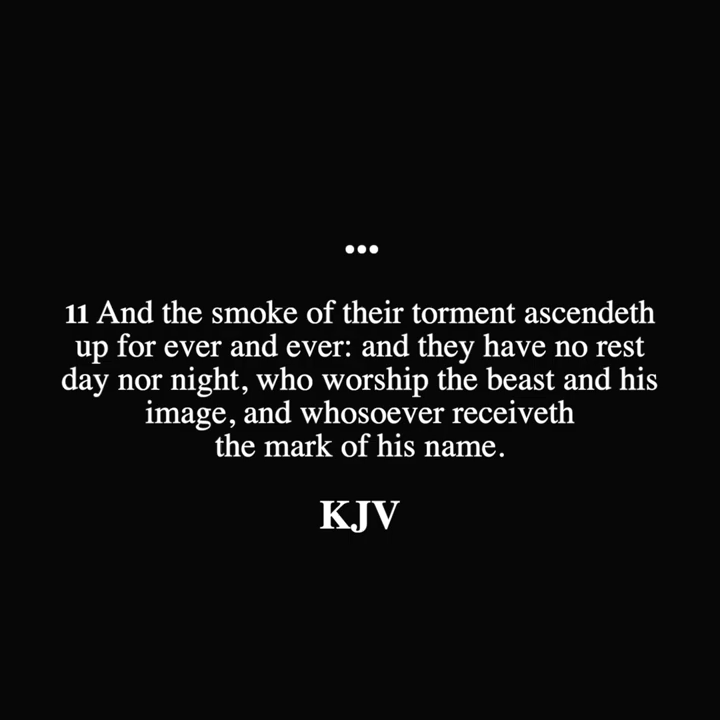 ...
11 And the smoke of their torment ascendeth
up for ever and ever: and they have no rest
day nor night, who worship the beast and his
image, and whosoever receiveth
the mark of his name.
KJV